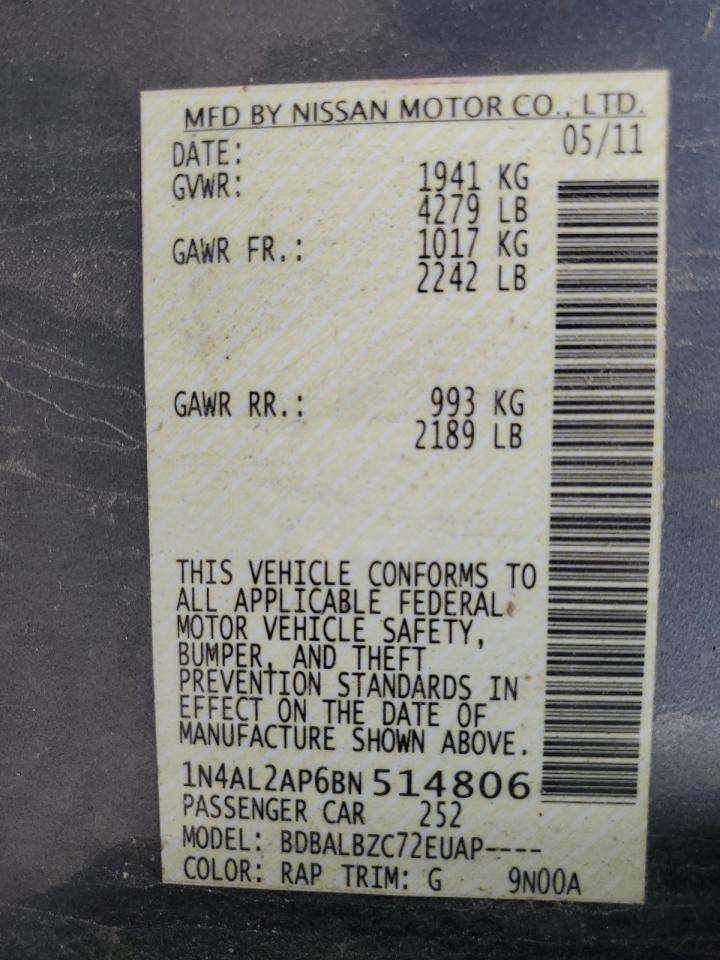 MFD BY NISSAN MOTOR CO., LTD.
DATE: 05/11
GVWR: 1941 KG
4279 LB
GAWR FR.: 1017 KG
2242 LB
GAWR RR.: 993 KG
2189 LB
THIS VEHICLE CONFORMS TO
ALL APPLICABLE FEDERAL
MOTOR VEHICLE SAFETY,
BUMPER, AND THEFT
PREVENTION STANDARDS IN
EFFECT ON THE DATE OF
MANUFACTURE SHOWN ABOVE.
1N4AL2AP6BN 514806
PASSENGER CAR 252
MODEL: BDBALBZC72EUAP----
COLOR: RAP TRIM: G 9N00A